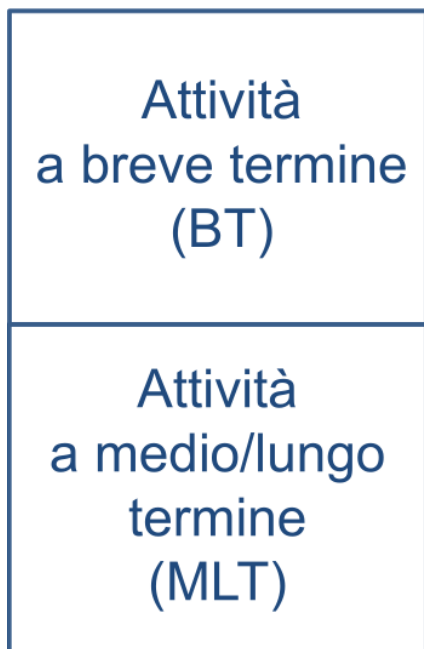 Attività
a breve termine
(BT)
Attività
a medio/lungo
termine
(MLT)